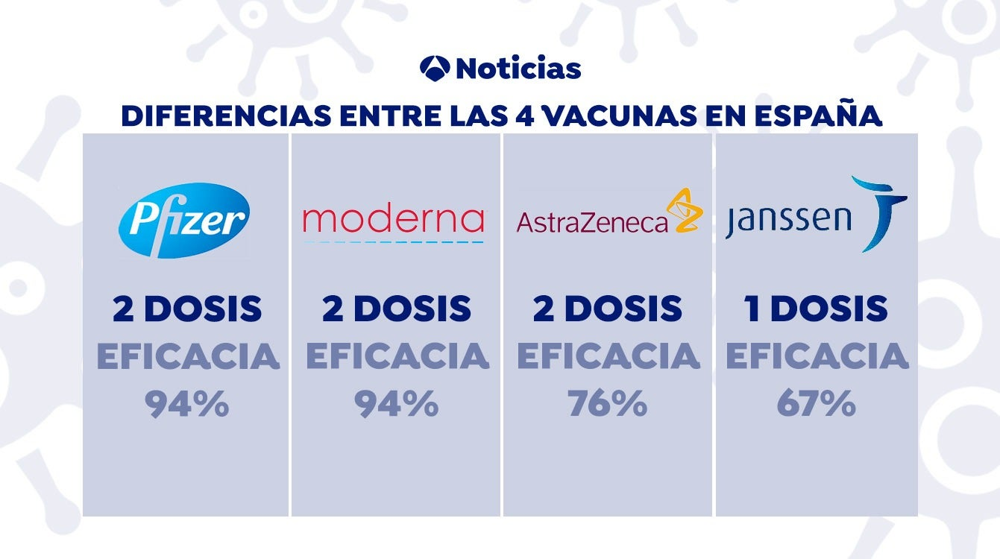 Noticias
DIFERENCIAS ENTRE LAS 4 VACUNAS EN ESPAÑA
Pfizer
2 DOSIS
EFICACIA
94%
moderna
2 DOSIS
EFICACIA
94%
AstraZeneca
2 DOSIS
EFICACIA
76%
janssen
1 DOSIS
EFICACIA
67%